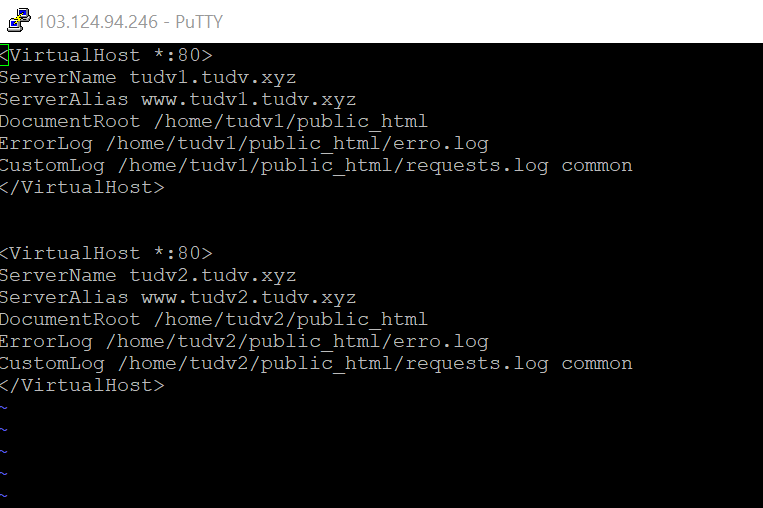 103.124.94.246 - PuTTY
<VirtualHost *:80>
ServerName tudv1.tudv.xyz
ServerAlias www.tudv1.tudv.xyz
DocumentRoot /home/tudv1/public_html
ErrorLog /home/tudv1/public_html/erro.log
CustomLog /home/tudv1/public_html/requests.log common
</VirtualHost>
<VirtualHost *:80>
ServerName tudv2.tudv.xyz
ServerAlias www.tudv2.tudv.xyz
DocumentRoot /home/tudv2/public_html
ErrorLog /home/tudv2/public_html/erro.log
CustomLog /home/tudv2/public_html/requests.log common
</VirtualHost>
~
~
~
~
~